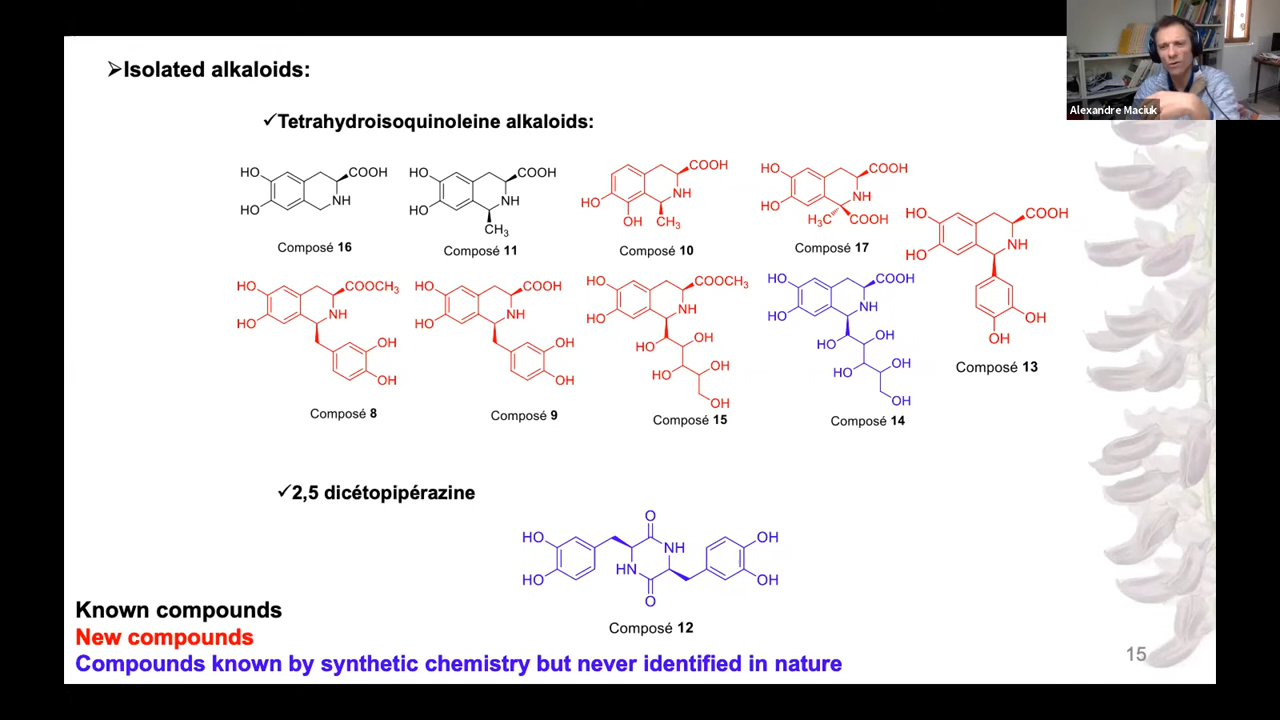 ➢Isolated alkaloids:
Alexandre Maciuk
✓Tetrahydroisoquinoleine alkaloids:
HO COOH
HO NH
Composé 16
HO COOH
HO NH
CH₃
Composé 11
COOH
HO NH
OH CH₃
Composé 10
HO COOH
HO NH
H₃C COOH
Composé 17
HO COOH
HO NH
OH
OH
Composé 13
HO COOCH₃
HO NH
OH
OH
Composé 8
HO COOH
HO NH
OH
OH
Composé 9
HO COOCH₃
HO NH
HO OH
HO OH
OH
Composé 15
HO COOH
HO NH
HO OH
HO OH
OH
Composé 14
✓2,5 dicétopipérazine
O
HO NH OH
HO HN OH
O
Composé 12
Known compounds
New compounds
Compounds known by synthetic chemistry but never identified in nature
15